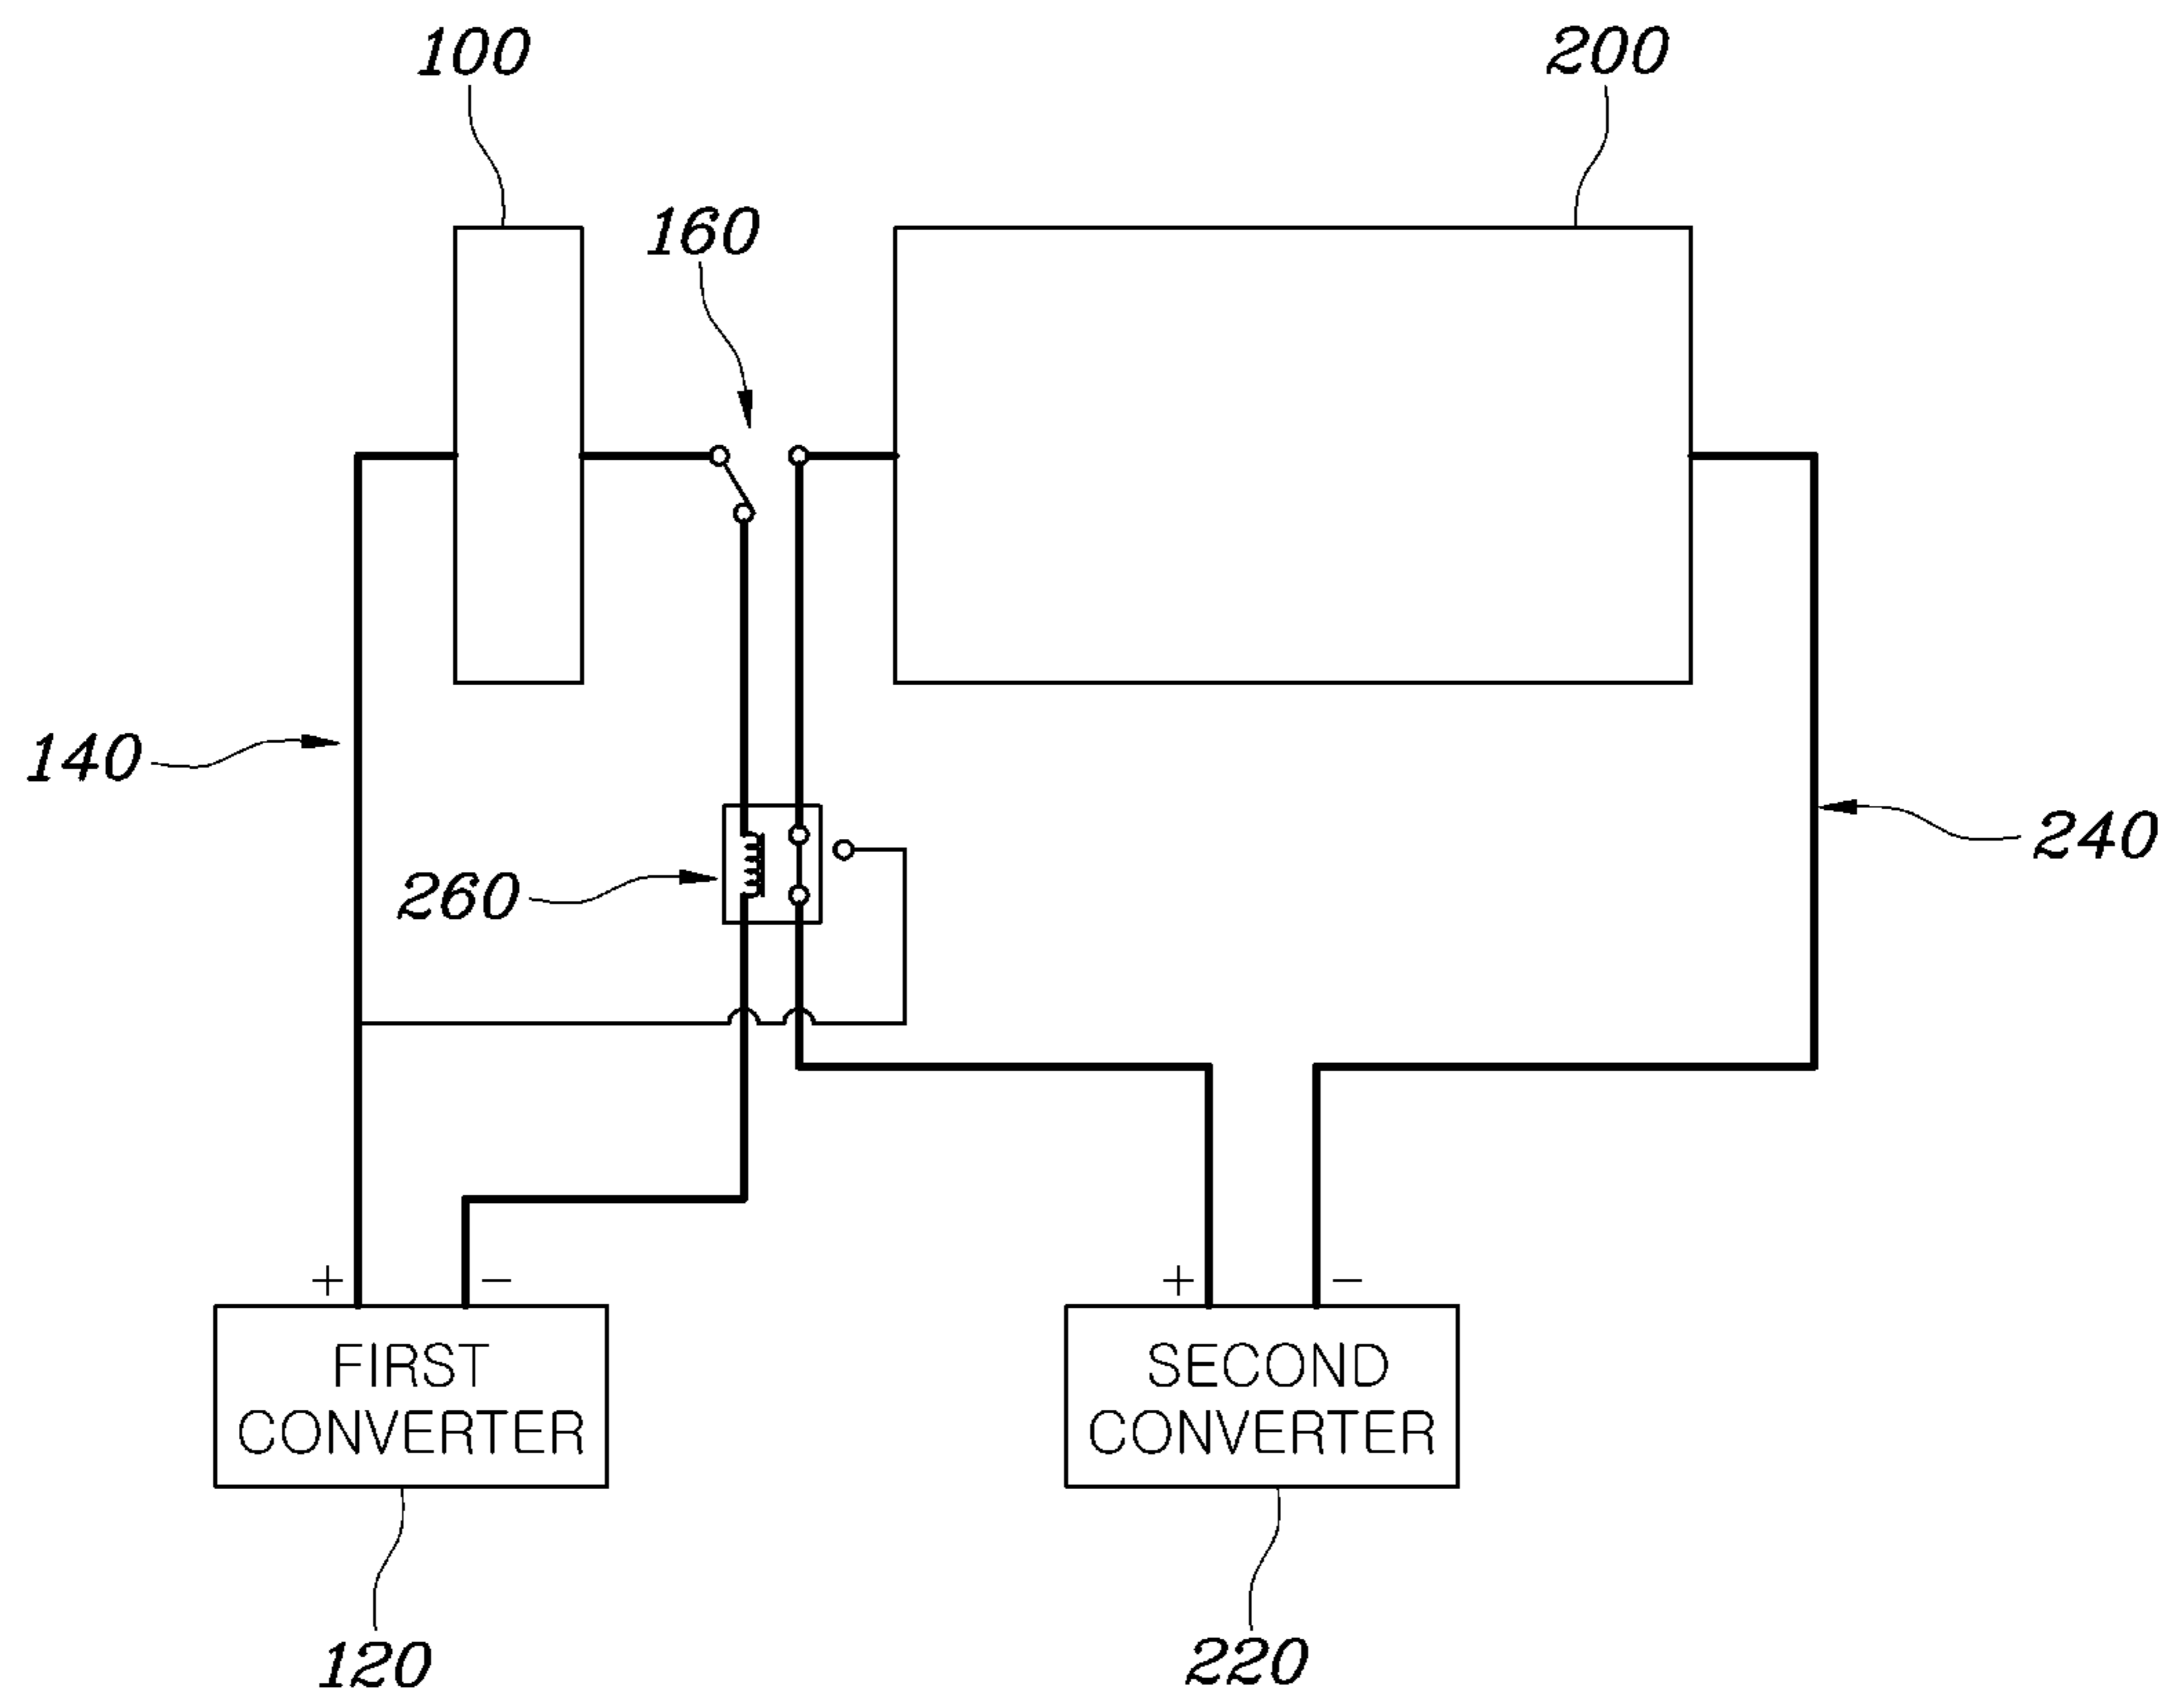 100
200
160
140
240
260
+ −
+ −
FIRST
CONVERTER
SECOND
CONVERTER
120
220